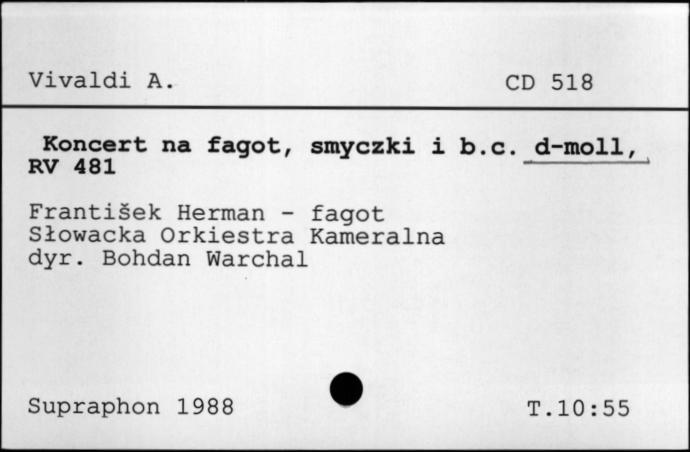 Vivaldi A.
CD 518
Koncert na fagot, smyczki i b.c. d-moll,
RV 481
František Herman - fagot
Słowacka Orkiestra Kameralna
dyr. Bohdan Warchal
Supraphon 1988
T.10:55